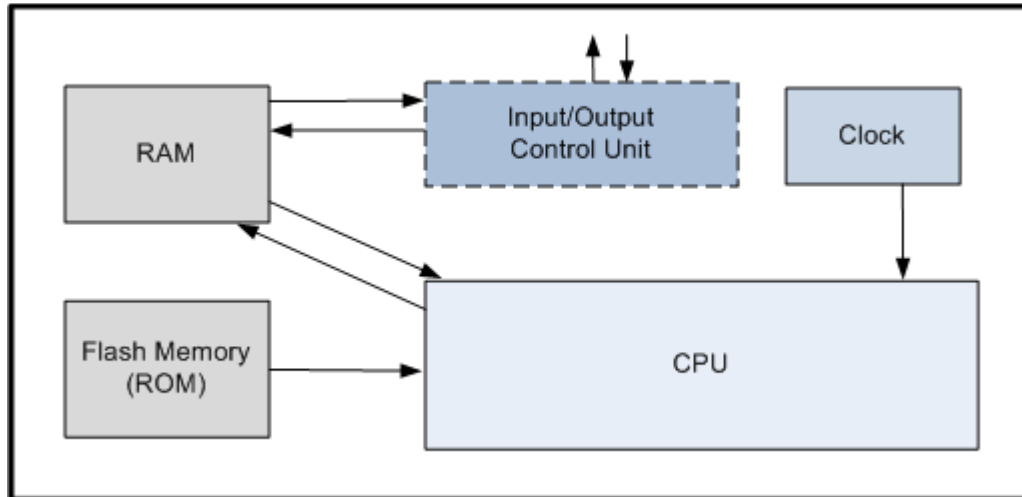 RAM
Input/Output
Control Unit
Clock
Flash Memory
(ROM)
CPU